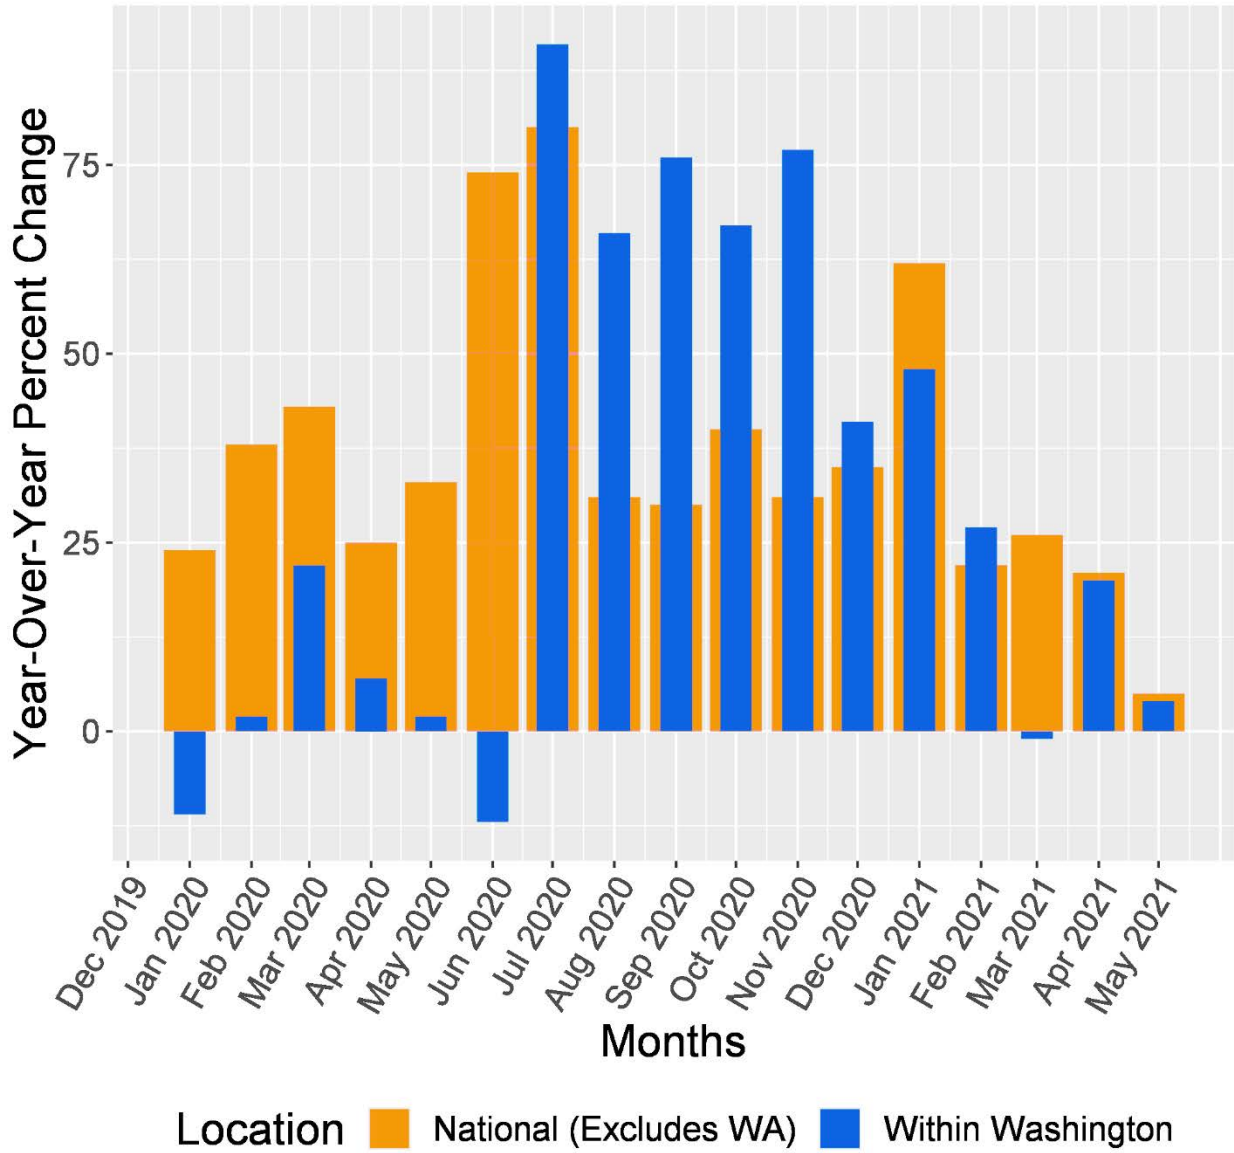 Year-Over-Year Percent Change
75
50
25
0
Dec 2019
Jan 2020
Feb 2020
Mar 2020
Apr 2020
May 2020
Jun 2020
Jul 2020
Aug 2020
Sep 2020
Oct 2020
Nov 2020
Dec 2020
Jan 2021
Feb 2021
Mar 2021
Apr 2021
May 2021
Months
Location National (Excludes WA) Within Washington